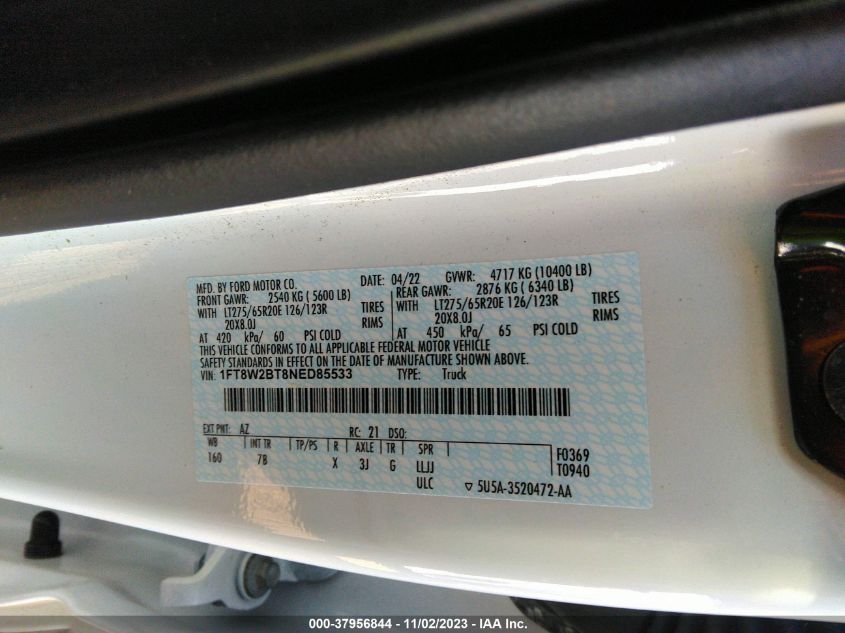 MFD. BY FORD MOTOR CO. DATE: 04/22 GVWR: 4717 KG (10400 LB)
FRONT GAWR: 2540 KG ( 5600 LB) REAR GAWR: 2876 KG ( 6340 LB)
WITH LT275/65R20E 126/123R TIRES WITH LT275/65R20E 126/123R TIRES
20X8.0J RIMS 20X8.0J RIMS
AT 420 kPa/ 60 PSI COLD AT 450 kPa/ 65 PSI COLD
THIS VEHICLE CONFORMS TO ALL APPLICABLE FEDERAL MOTOR VEHICLE
SAFETY STANDARDS IN EFFECT ON THE DATE OF MANUFACTURE SHOWN ABOVE.
VIN: 1FT8W2BT8NED85533 TYPE: Truck
EXT PNT: AZ RC: 21 DSO:
WB INT TR TP/PS R AXLE TR SPR F0369
160 7B X 3J G LLJJ T0940
ULC ▽ 5U5A-3520472-AA
000-37956844 - 11/02/2023 - IAA Inc.